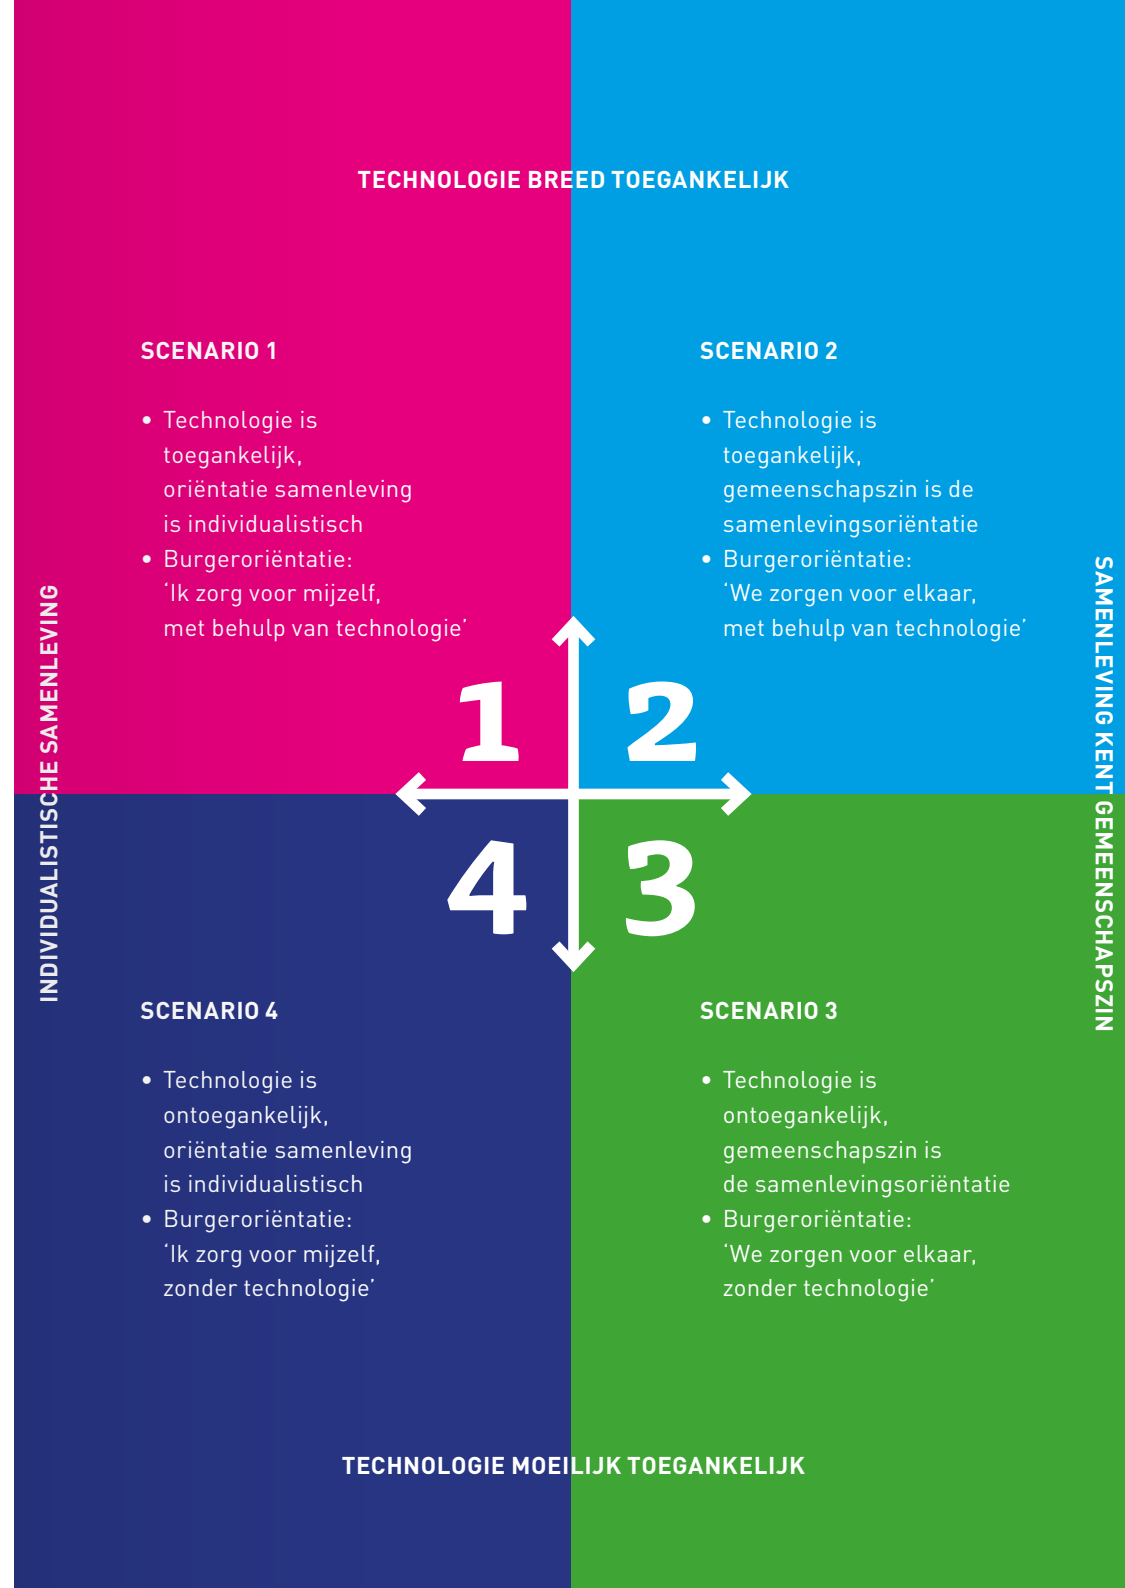 TECHNOLOGIE BREED TOEGANKELIJK
INDIVIDUALISTISCHE SAMENLEVING
SCENARIO 1
• Technologie is
toegankelijk,
oriëntatie samenleving
is individualistisch
• Burgeroriëntatie:
‘Ik zorg voor mijzelf,
met behulp van technologie’
1
SCENARIO 2
• Technologie is
toegankelijk,
gemeenschapszin is de
samenlevingsoriëntatie
• Burgeroriëntatie:
‘We zorgen voor elkaar,
met behulp van technologie’
2
SAMENLEVING KENT GEMEENSCHAPSZIN
4
SCENARIO 4
• Technologie is
ontoegankelijk,
oriëntatie samenleving
is individualistisch
• Burgeroriëntatie:
‘Ik zorg voor mijzelf,
zonder technologie’
3
SCENARIO 3
• Technologie is
ontoegankelijk,
gemeenschapszin is
de samenlevingsoriëntatie
• Burgeroriëntatie:
‘We zorgen voor elkaar,
zonder technologie’
TECHNOLOGIE MOEILIJK TOEGANKELIJK